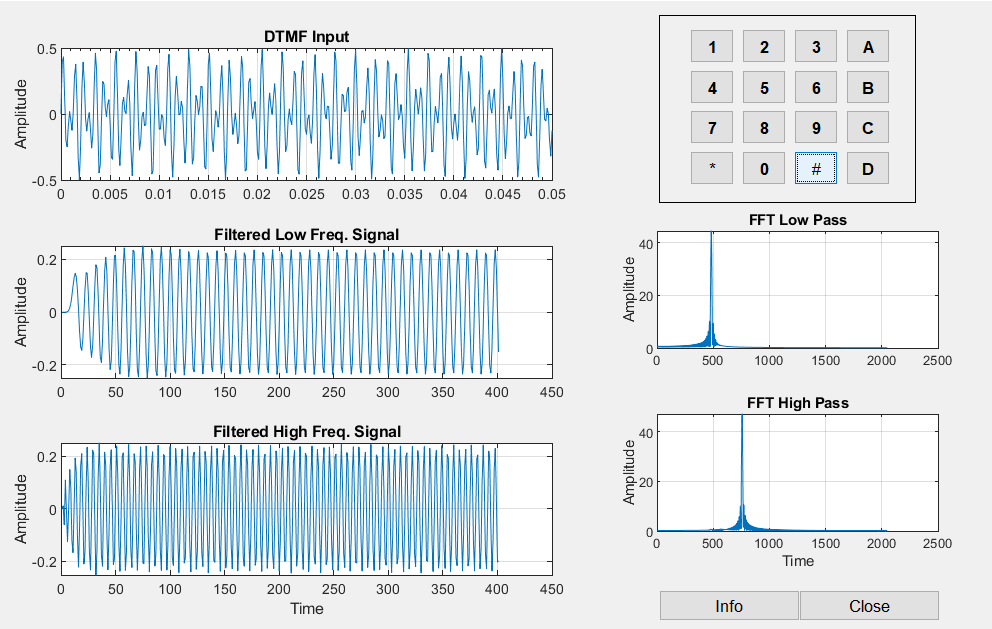 DTMF Input
Amplitude
0.5
0
-0.5
0 0.005 0.01 0.015 0.02 0.025 0.03 0.035 0.04 0.045 0.05
Filtered Low Freq. Signal
Amplitude
0.2
0
-0.2
0 50 100 150 200 250 300 350 400 450
Filtered High Freq. Signal
Amplitude
0.2
0
-0.2
0 50 100 150 200 250 300 350 400 450
Time
1 2 3 A
4 5 6 B
7 8 9 C
* 0 # D
FFT Low Pass
Amplitude
40
20
0
0 500 1000 1500 2000 2500
FFT High Pass
Amplitude
40
20
0
0 500 1000 1500 2000 2500
Time
Info Close